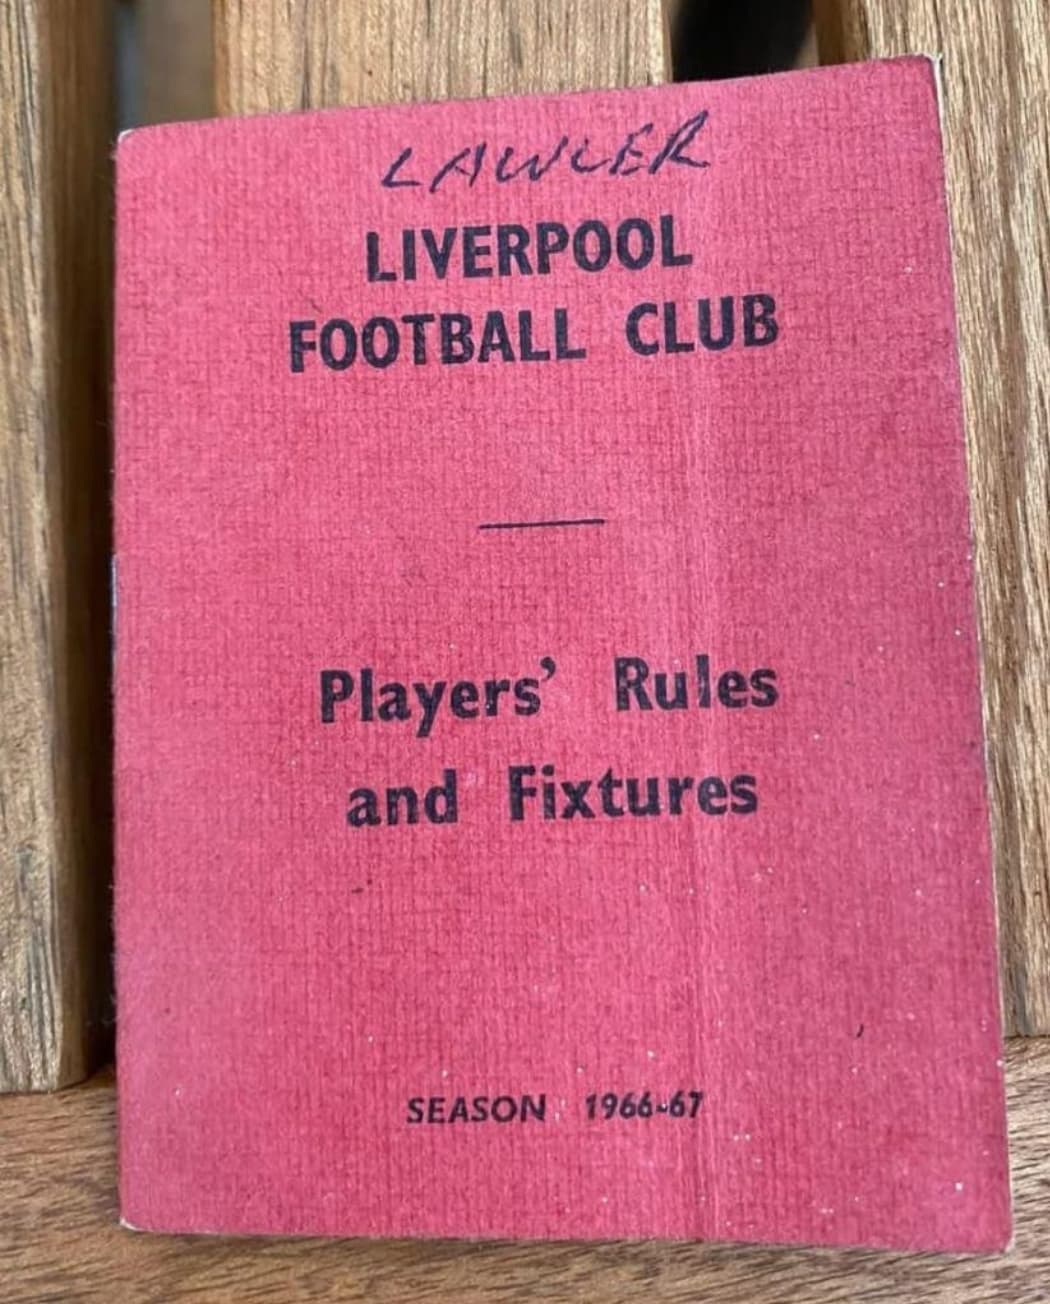 LAWLER
LIVERPOOL
FOOTBALL CLUB
Players' Rules
and Fixtures
SEASON 1966-67